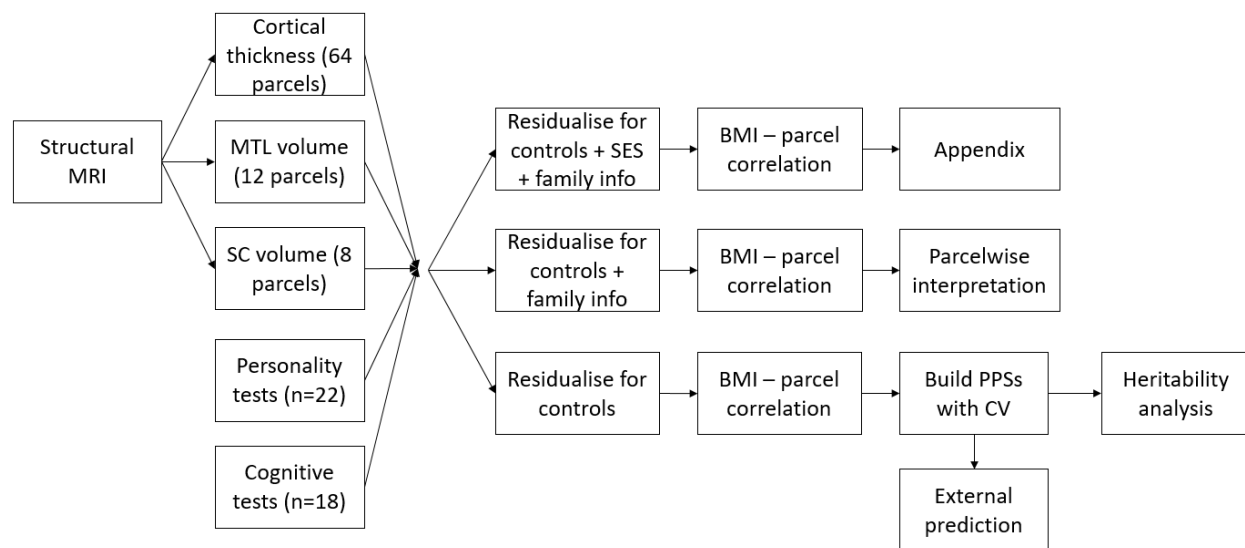 Structural
MRI
Cortical
thickness (64
parcels)
MTL volume
(12 parcels)
SC volume (8
parcels)
Personality
tests (n=22)
Cognitive
tests (n=18)
Residualise for
controls + SES
+ family info
BMI – parcel
correlation
Appendix
Residualise for
controls +
family info
BMI – parcel
correlation
Parcelwise
interpretation
Residualise for
controls
BMI – parcel
correlation
Build PPSs
with CV
Heritability
analysis
External
prediction